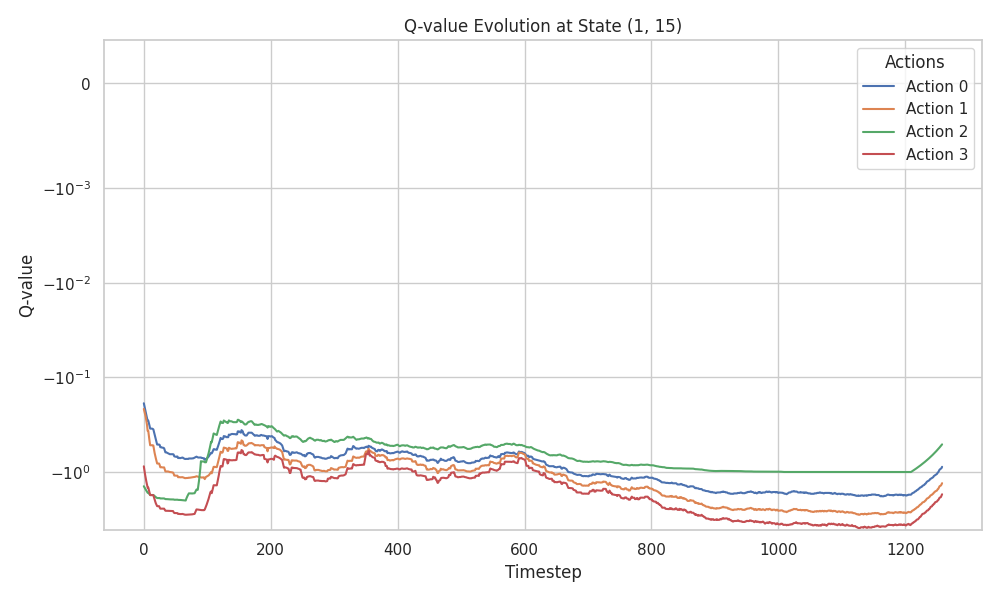 Q-value Evolution at State (1, 15)
Actions
Action 0
Action 1
Action 2
Action 3
Q-value
0
−10⁻³
−10⁻²
−10⁻¹
−10⁰
0 200 400 600 800 1000 1200
Timestep